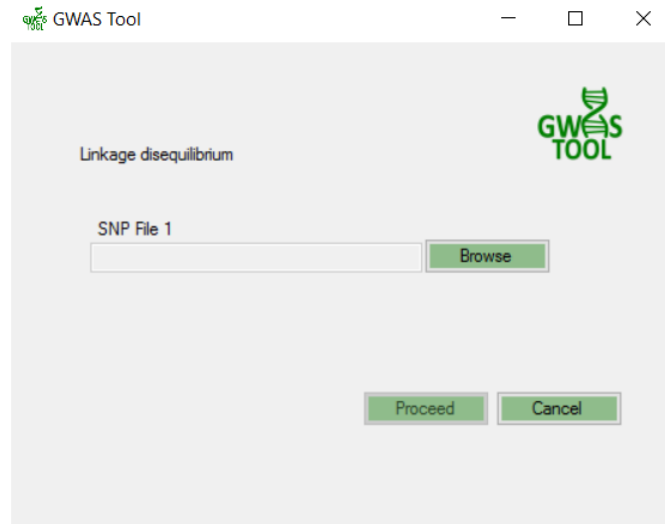 GWAS Tool
GWAS
TOOL
Linkage disequilibrium
SNP File 1
Browse
Proceed
Cancel